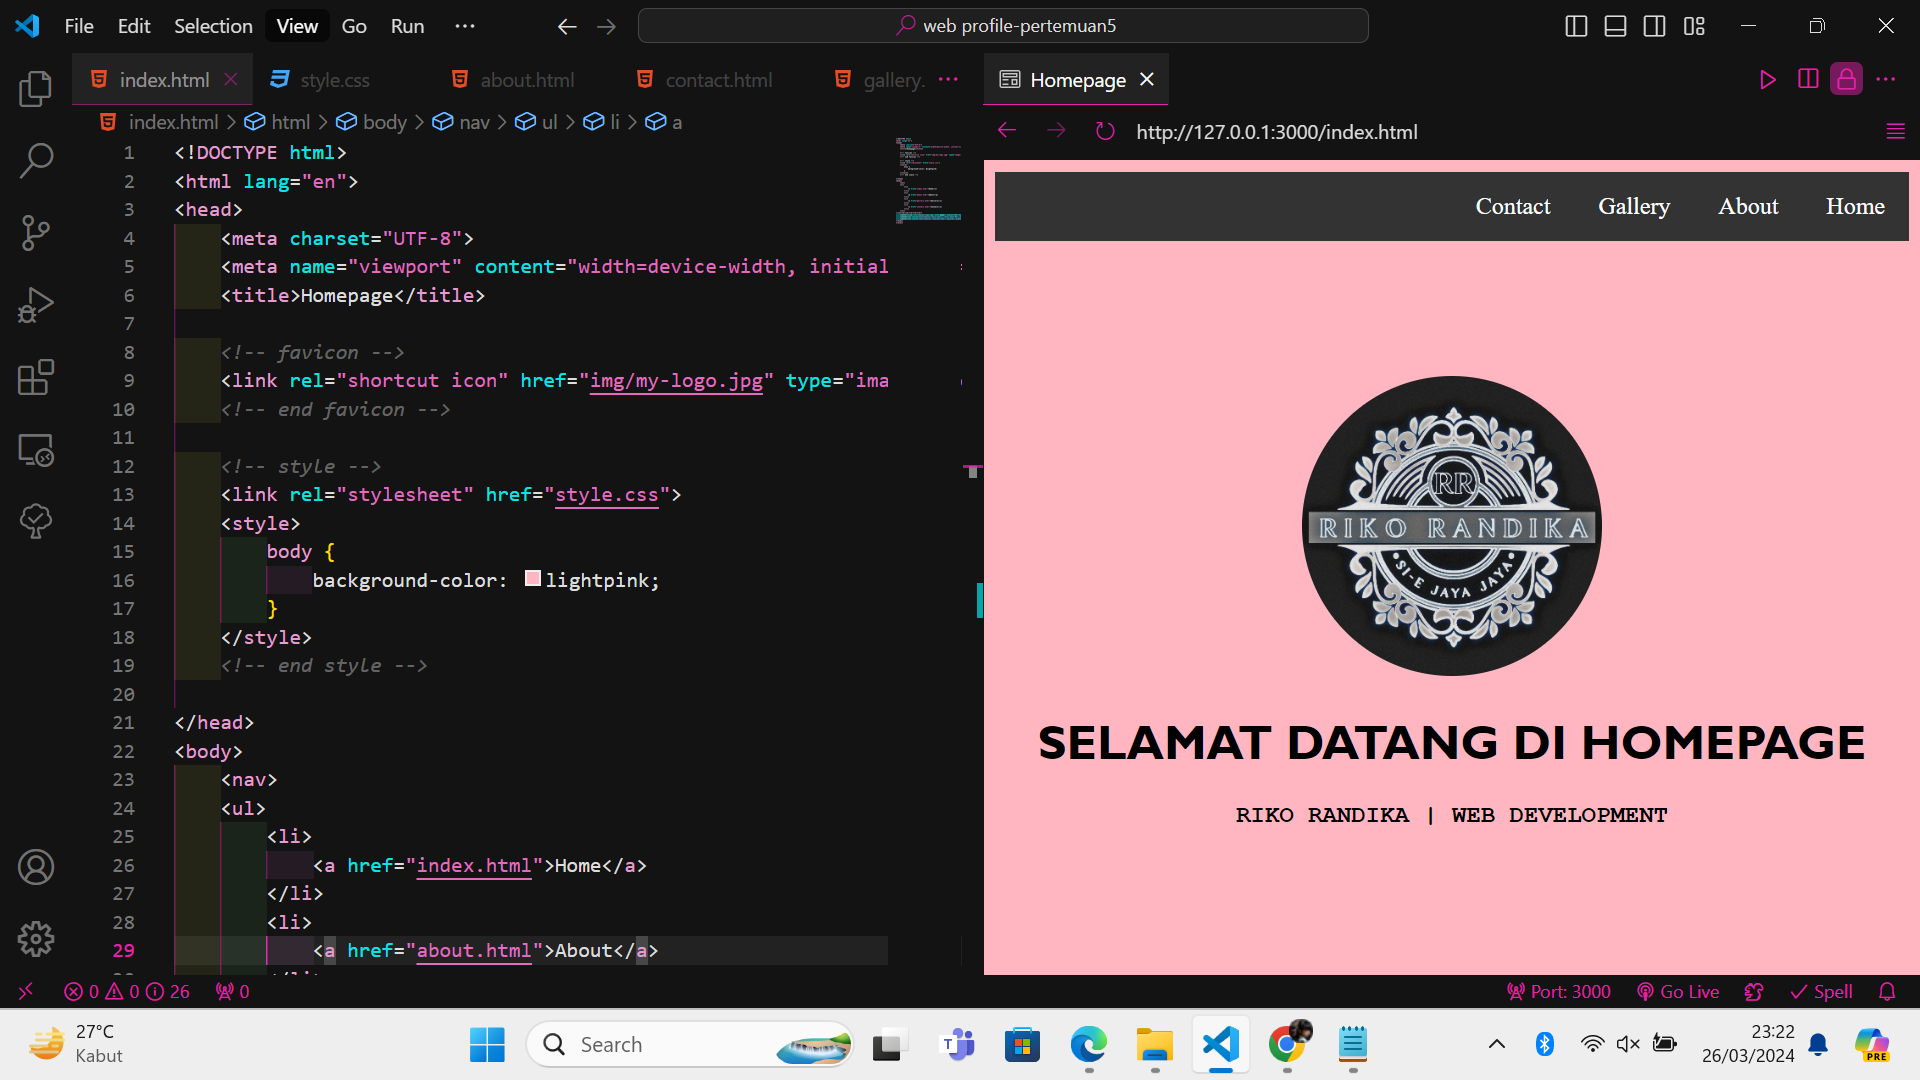 File Edit Selection View Go Run ··· web profile-pertemuan5
index.html style.css about.html contact.html gallery. ···
index.html > html > body > nav > ul > li > a
1 <!DOCTYPE html>
2 <html lang="en">
3 <head>
4 <meta charset="UTF-8">
5 <meta name="viewport" content="width=device-width, initial
6 <title>Homepage</title>
7
8 <!-- favicon -->
9 <link rel="shortcut icon" href="img/my-logo.jpg" type="ima
10 <!-- end favicon -->
11
12 <!-- style -->
13 <link rel="stylesheet" href="style.css">
14 <style>
15 body {
16 background-color: lightpink;
17 }
18 </style>
19 <!-- end style -->
20
21 </head>
22 <body>
23 <nav>
24 <ul>
25 <li>
26 <a href="index.html">Home</a>
27 </li>
28 <li>
29 <a href="about.html">About</a>
Homepage
http://127.0.0.1:3000/index.html
Contact Gallery About Home
RR
RIKO RANDIKA
SI-E JAYA JAYA
SELAMAT DATANG DI HOMEPAGE
RIKO RANDIKA | WEB DEVELOPMENT
0 0 26 0 Port: 3000 Go Live Spell
27°C
Kabut
Search
23:22
26/03/2024
PRE